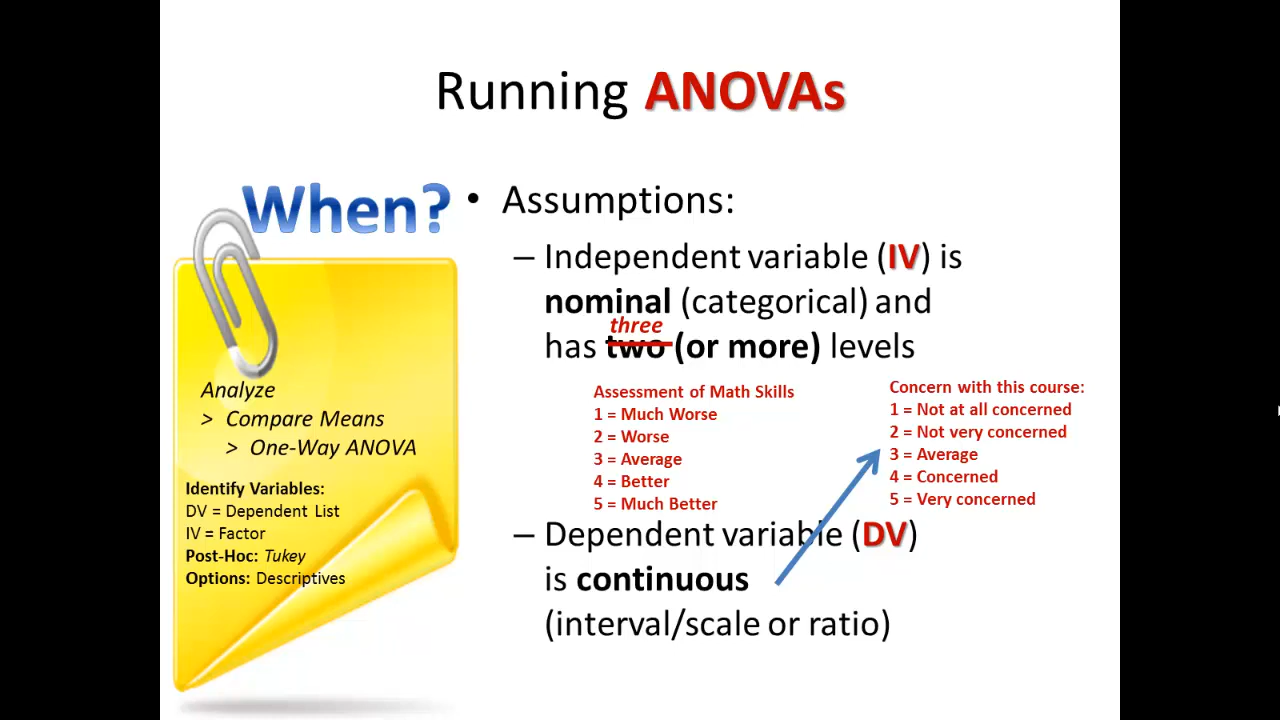 Running ANOVAs
When?
• Assumptions:
– Independent variable (IV) is
nominal (categorical) and
three
has two (or more) levels
Assessment of Math Skills
1 = Much Worse
2 = Worse
3 = Average
4 = Better
5 = Much Better
Concern with this course:
1 = Not at all concerned
2 = Not very concerned
3 = Average
4 = Concerned
5 = Very concerned
– Dependent variable (DV)
is continuous
(interval/scale or ratio)
Analyze
> Compare Means
> One-Way ANOVA
Identify Variables:
DV = Dependent List
IV = Factor
Post-Hoc: Tukey
Options: Descriptives